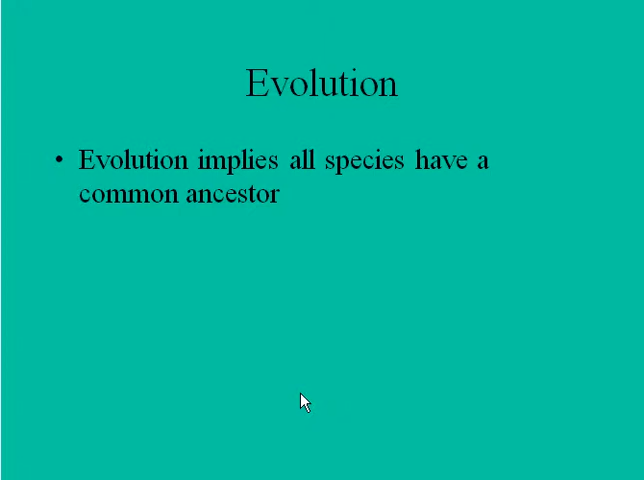 Evolution
• Evolution implies all species have a
common ancestor